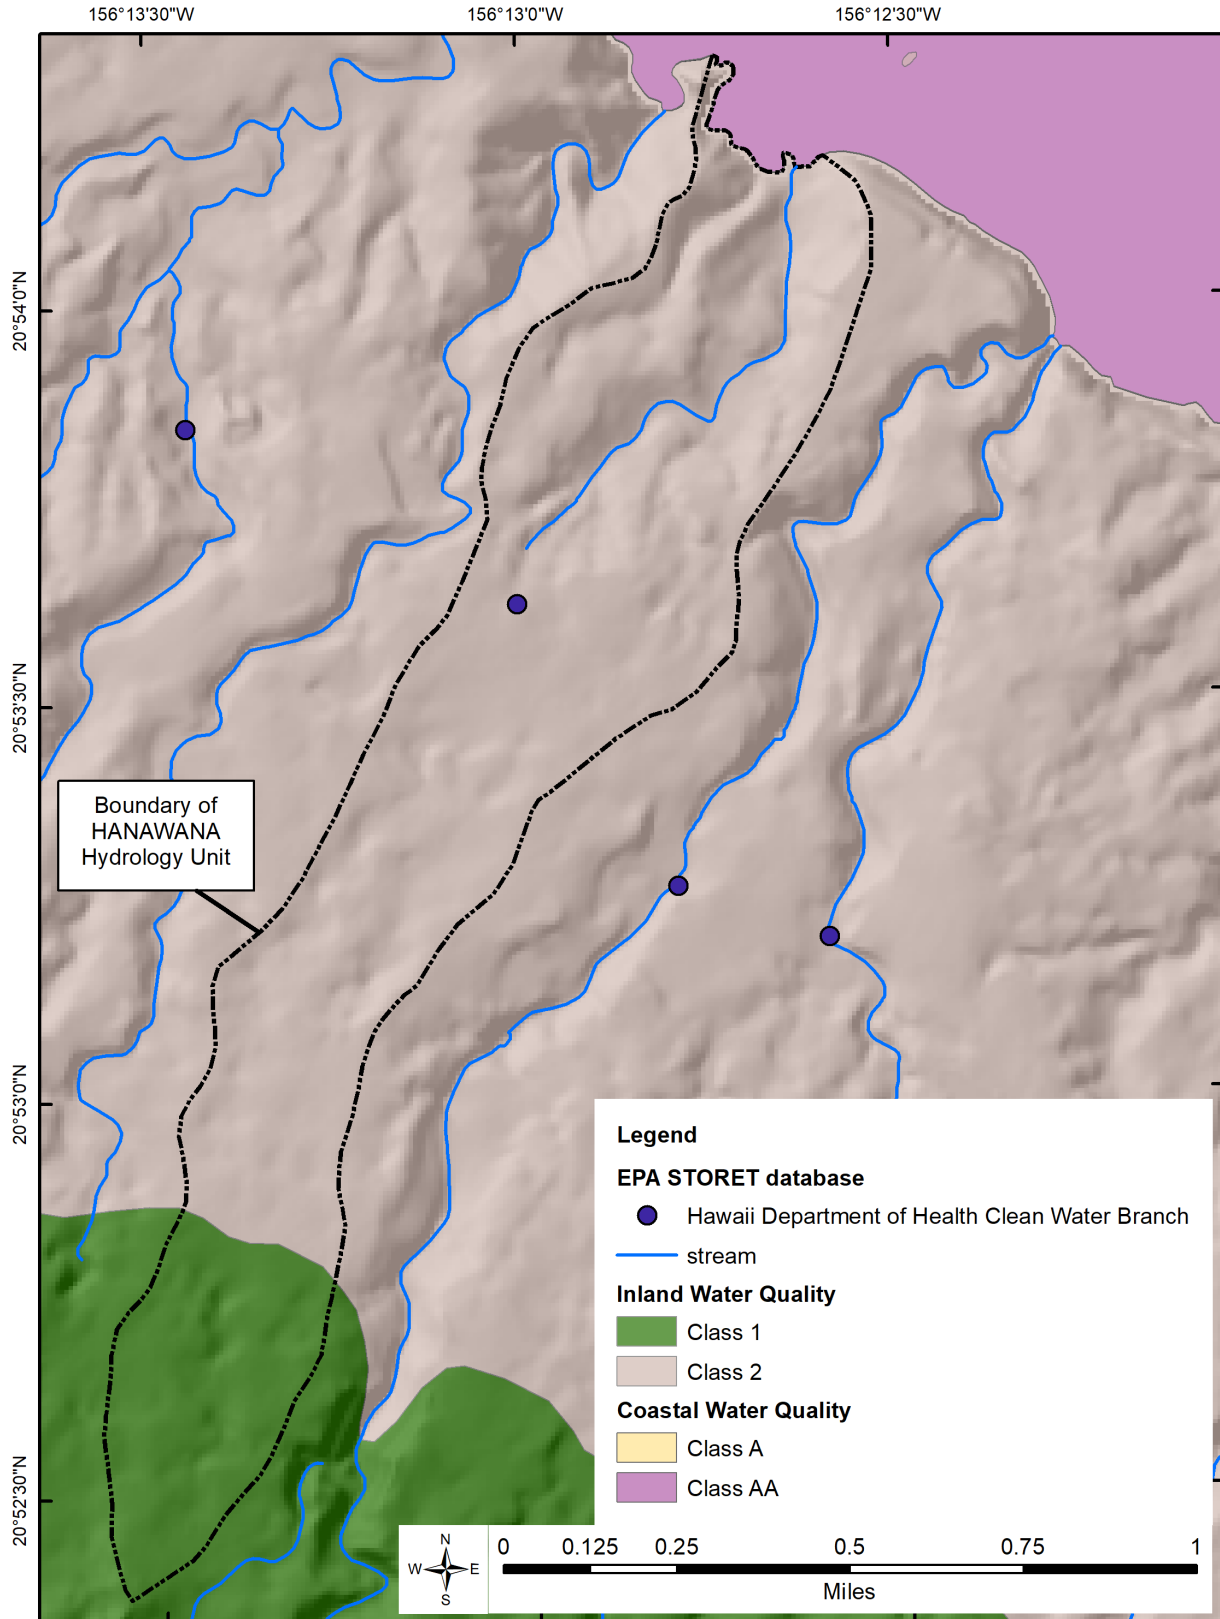 156°13'30"W
156°13'0"W
156°12'30"W
20°54'0"N
20°53'30"N
20°53'0"N
20°52'30"N
Boundary of
HANAWANA
Hydrology Unit
Legend
EPA STORET database
Hawaii Department of Health Clean Water Branch
stream
Inland Water Quality
Class 1
Class 2
Coastal Water Quality
Class A
Class AA
N
W E
S
0 0.125 0.25 0.5 0.75 1
Miles